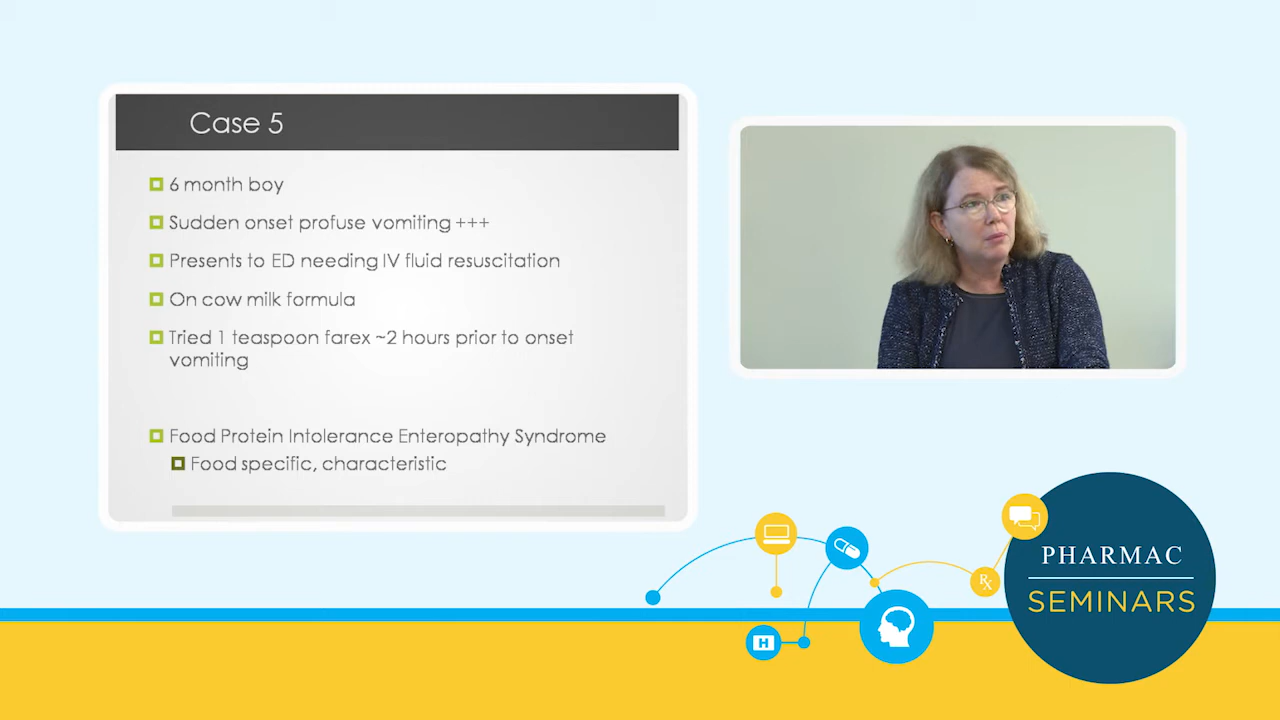 Case 5
6 month boy
Sudden onset profuse vomiting +++
Presents to ED needing IV fluid resuscitation
On cow milk formula
Tried 1 teaspoon farex ~2 hours prior to onset
vomiting
Food Protein Intolerance Enteropathy Syndrome
Food specific, characteristic
H
Rx
PHARMAC
SEMINARS